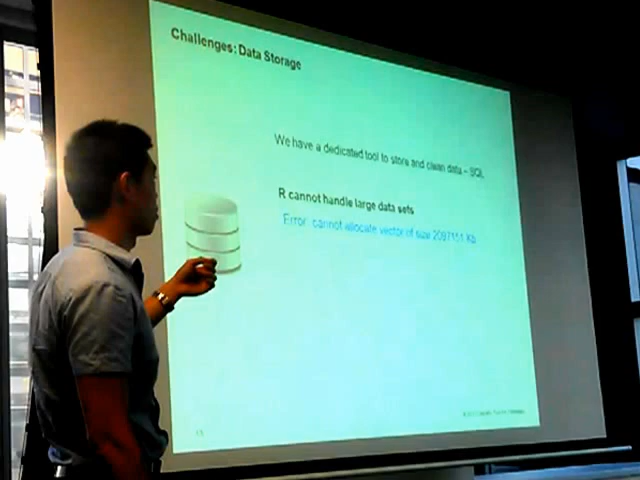 Challenges: Data Storage
We have a dedicated tool to store and clean data – SQL
R cannot handle large data sets
Error: cannot allocate vector of size 2097151 Kb